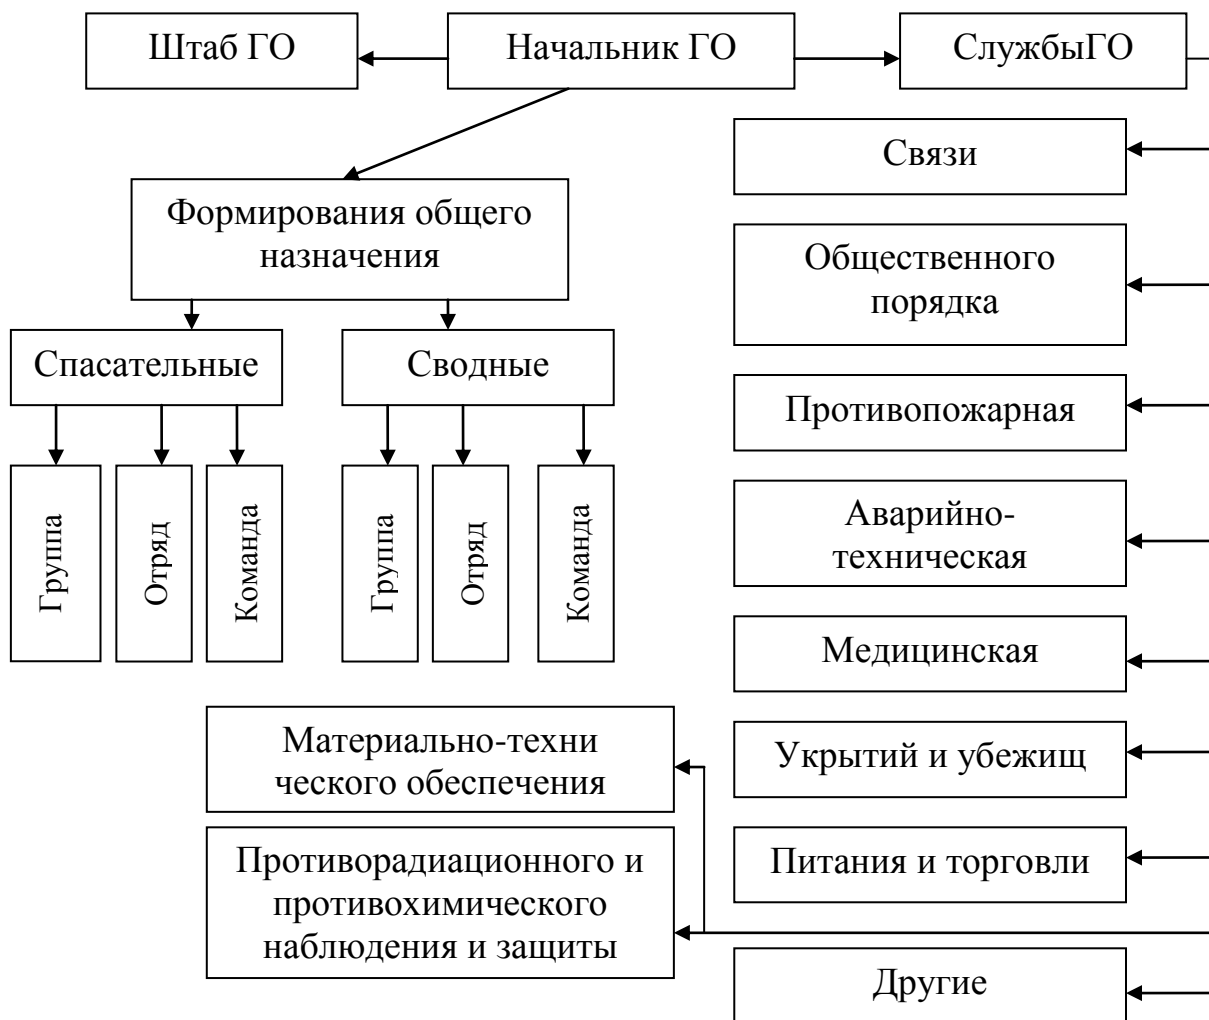 Штаб ГО
Начальник ГО
СлужбыГО
Связи
Формирования общего
назначения
Общественного
порядка
Спасательные
Сводные
Противопожарная
Группа
Отряд
Команда
Группа
Отряд
Команда
Аварийно-
техническая
Медицинская
Материально-техни
ческого обеспечения
Укрытий и убежищ
Противорадиационного и
противохимического
наблюдения и защиты
Питания и торговли
Другие